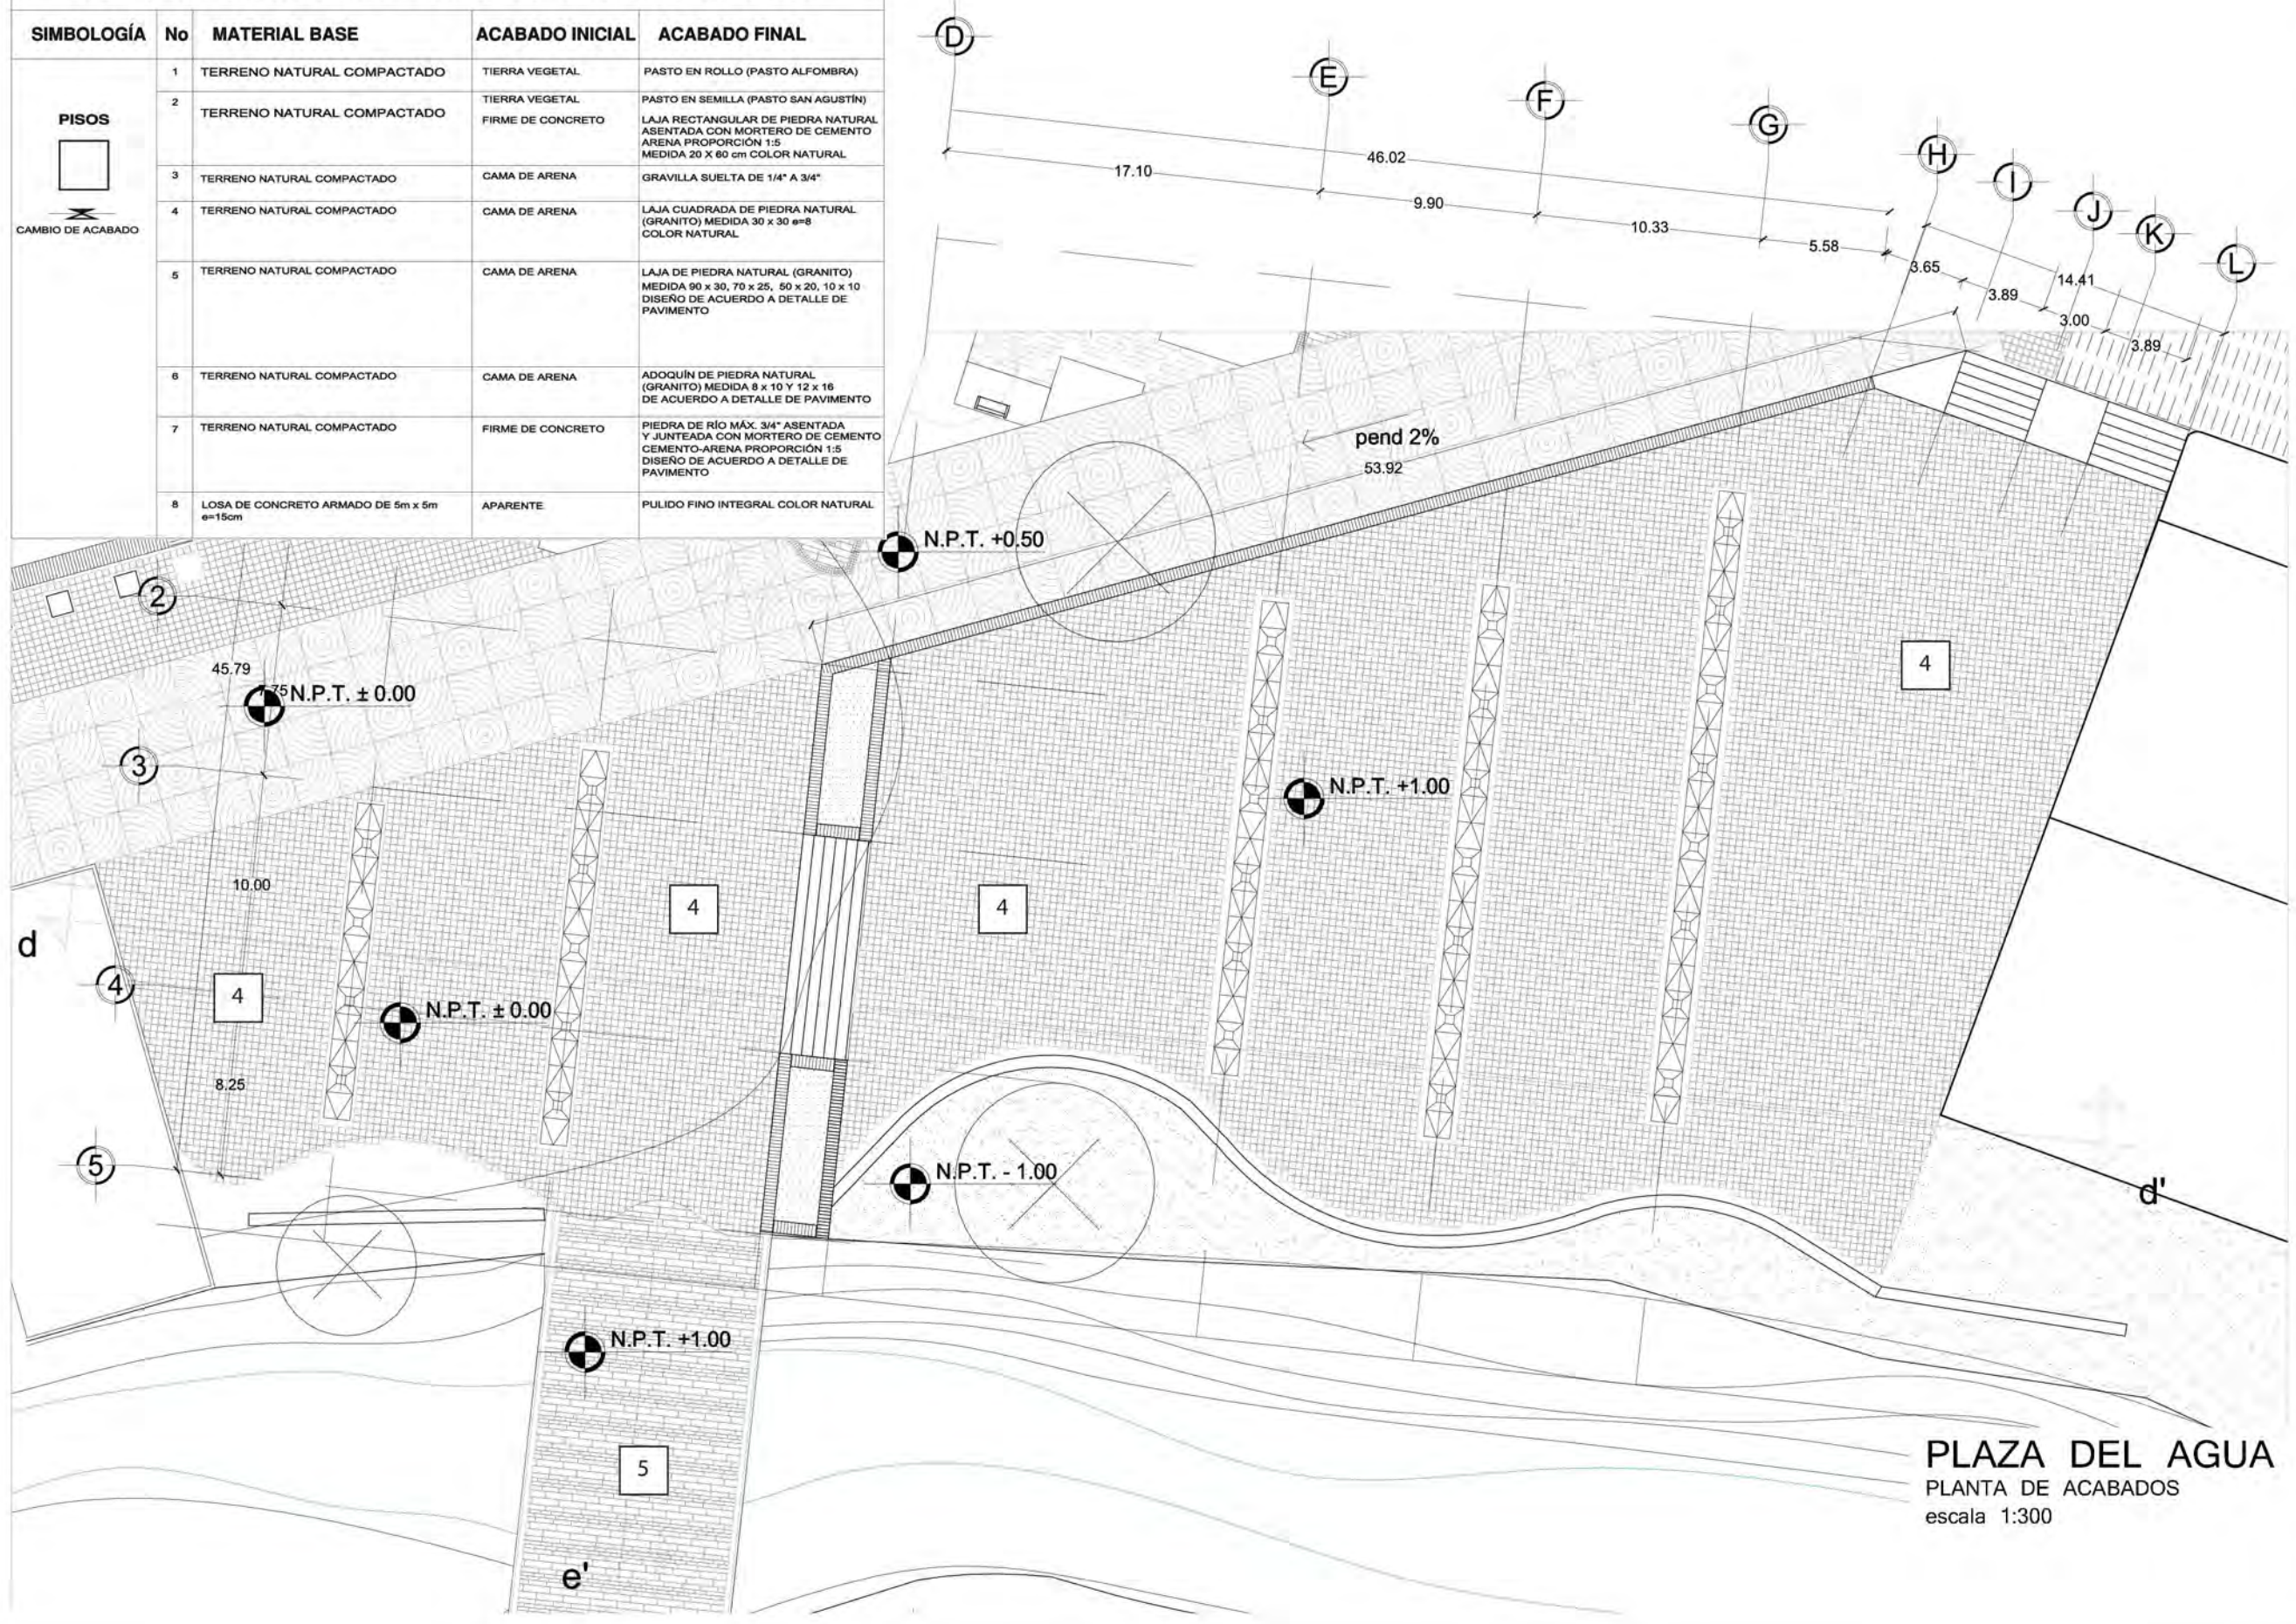 SIMBOLOGÍA No MATERIAL BASE ACABADO INICIAL ACABADO FINAL
PISOS
CAMBIO DE ACABADO
1 TERRENO NATURAL COMPACTADO TIERRA VEGETAL PASTO EN ROLLO (PASTO ALFOMBRA)
2 TERRENO NATURAL COMPACTADO TIERRA VEGETAL PASTO EN SEMILLA (PASTO SAN AGUSTÍN)
FIRME DE CONCRETO LAJA RECTANGULAR DE PIEDRA NATURAL
ASENTADA CON MORTERO DE CEMENTO
ARENA PROPORCIÓN 1:5
MEDIDA 20 X 60 cm COLOR NATURAL
3 TERRENO NATURAL COMPACTADO CAMA DE ARENA GRAVILLA SUELTA DE 1/4" A 3/4"
4 TERRENO NATURAL COMPACTADO CAMA DE ARENA LAJA CUADRADA DE PIEDRA NATURAL
(GRANITO) MEDIDA 30 x 30 e=8
COLOR NATURAL
5 TERRENO NATURAL COMPACTADO CAMA DE ARENA LAJA DE PIEDRA NATURAL (GRANITO)
MEDIDA 90 x 30, 70 x 25, 50 x 20, 10 x 10
DISEÑO DE ACUERDO A DETALLE DE
PAVIMENTO
6 TERRENO NATURAL COMPACTADO CAMA DE ARENA ADOQUÍN DE PIEDRA NATURAL
(GRANITO) MEDIDA 8 x 10 Y 12 x 16
DE ACUERDO A DETALLE DE PAVIMENTO
7 TERRENO NATURAL COMPACTADO FIRME DE CONCRETO PIEDRA DE RÍO MÁX. 3/4" ASENTADA
Y JUNTEADA CON MORTERO DE CEMENTO
CEMENTO-ARENA PROPORCIÓN 1:5
DISEÑO DE ACUERDO A DETALLE DE
PAVIMENTO
8 LOSA DE CONCRETO ARMADO DE 5m x 5m APARENTE PULIDO FINO INTEGRAL COLOR NATURAL
e=15cm
D
E
F
G
H
I
J
K
L
46.02
17.10
9.90
10.33
5.58
3.65
14.41
3.89
3.00
3.89
pend 2%
53.92
N.P.T. +0.50
2
45.79
7.75
N.P.T. ± 0.00
3
4
N.P.T. +1.00
10.00
4
4
d
4
4
N.P.T. ± 0.00
8.25
5
N.P.T. - 1.00
d'
N.P.T. +1.00
5
e'
PLAZA DEL AGUA
PLANTA DE ACABADOS
escala 1:300